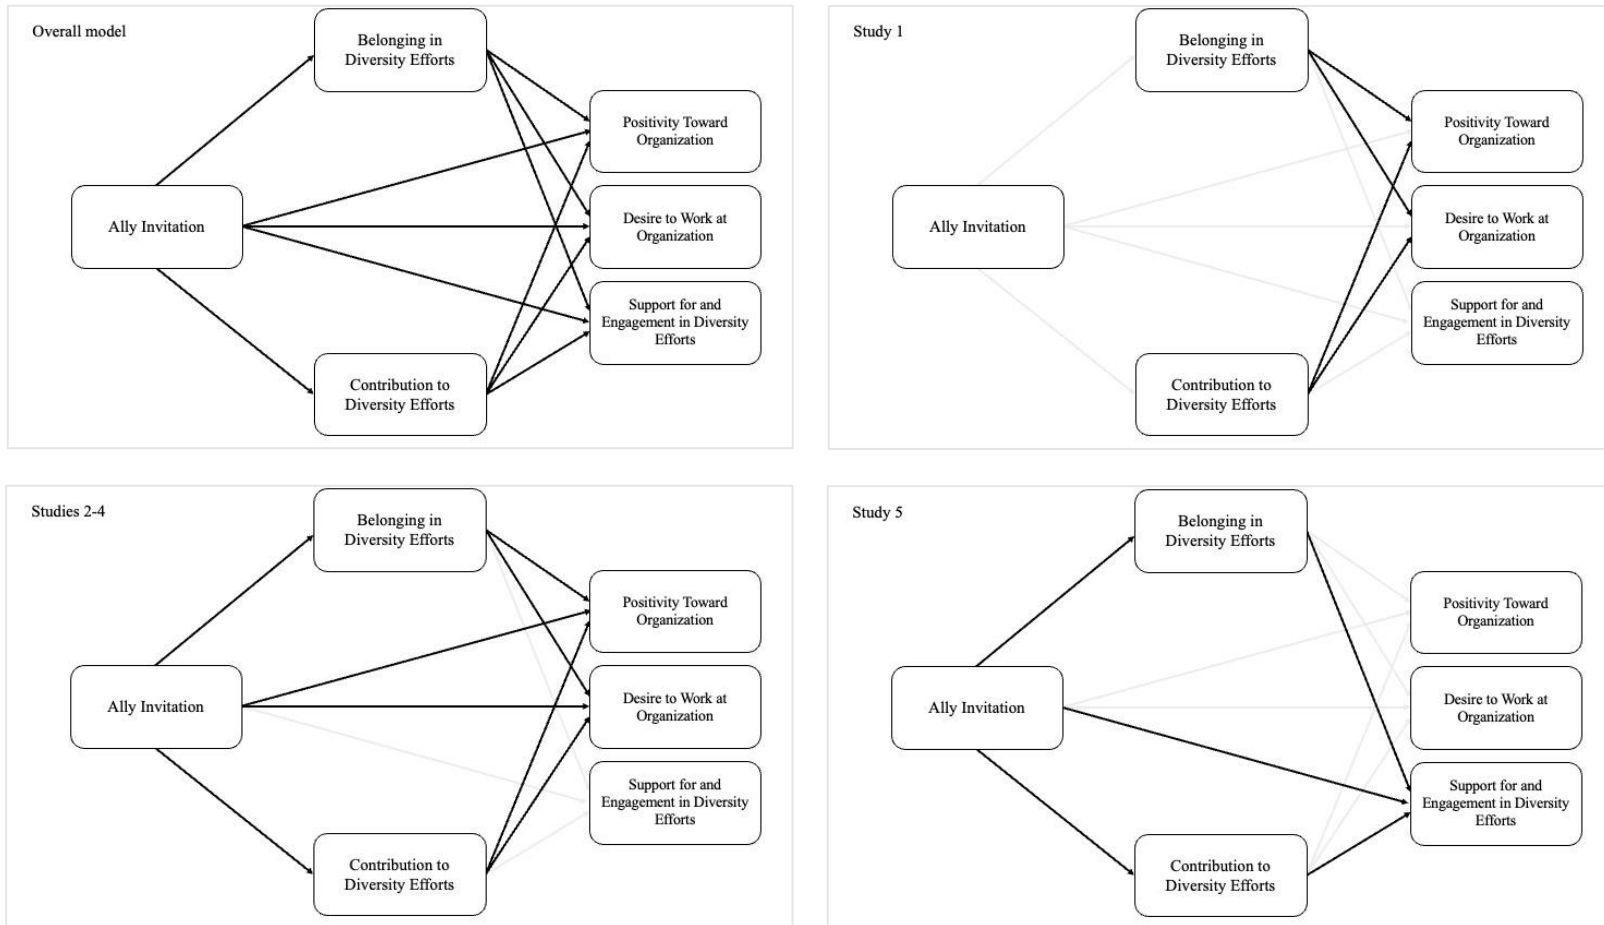 Overall model
Belonging in
Diversity Efforts
Positivity Toward
Organization
Ally Invitation
Desire to Work at
Organization
Support for and
Engagement in Diversity
Efforts
Contribution to
Diversity Efforts
Study 1
Belonging in
Diversity Efforts
Positivity Toward
Organization
Ally Invitation
Desire to Work at
Organization
Support for and
Engagement in Diversity
Efforts
Contribution to
Diversity Efforts
Studies 2-4
Belonging in
Diversity Efforts
Positivity Toward
Organization
Ally Invitation
Desire to Work at
Organization
Support for and
Engagement in Diversity
Efforts
Contribution to
Diversity Efforts
Study 5
Belonging in
Diversity Efforts
Positivity Toward
Organization
Ally Invitation
Desire to Work at
Organization
Support for and
Engagement in Diversity
Efforts
Contribution to
Diversity Efforts